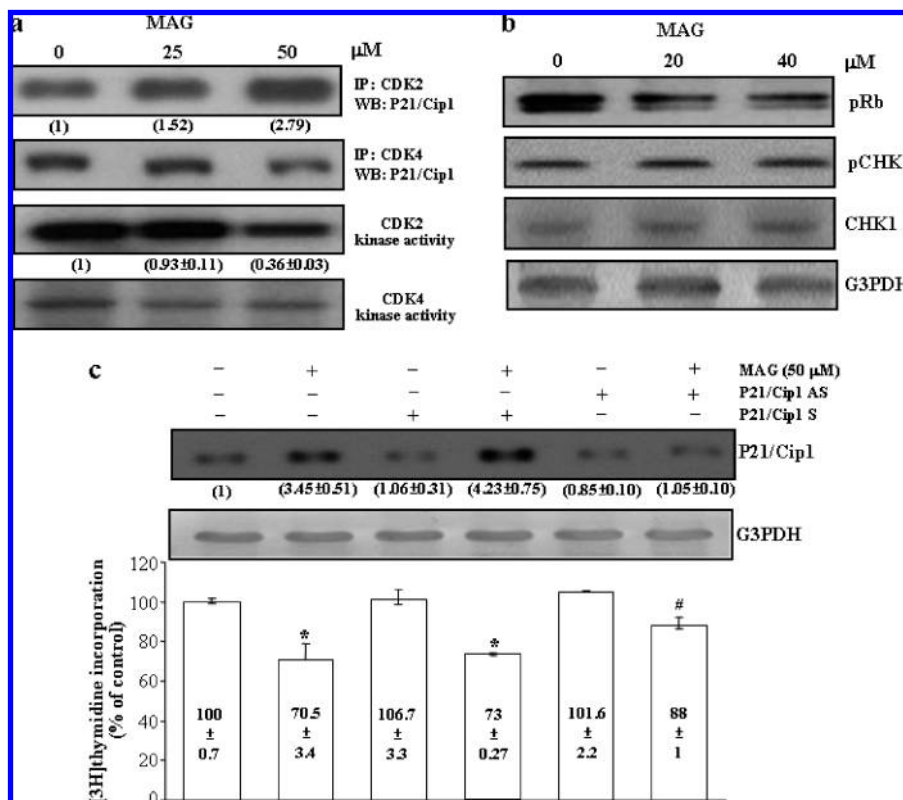 a
MAG
0 25 50 μM
IP: CDK2
WB: P21/Cip1
(1) (1.52) (2.79)
IP: CDK4
WB: P21/Cip1
CDK2
kinase activity
(1) (0.93±0.11) (0.36±0.03)
CDK4
kinase activity
b
MAG
0 20 40 μM
pRb
pCHK
CHK1
G3PDH
c
- + - + - + MAG (50 μM)
- - - - + + P21/Cip1 AS
- - + + - - P21/Cip1 S
P21/Cip1
(1) (3.45±0.51) (1.06±0.31) (4.23±0.75) (0.85±0.10) (1.05±0.10)
G3PDH
[3H]thymidine incorporation
(% of control)
120
100
80
60
40
20
0
* * #
100 70.5 106.7 73 101.6 88
± ± ± ± ± ±
0.7 3.4 3.3 0.27 2.2 1